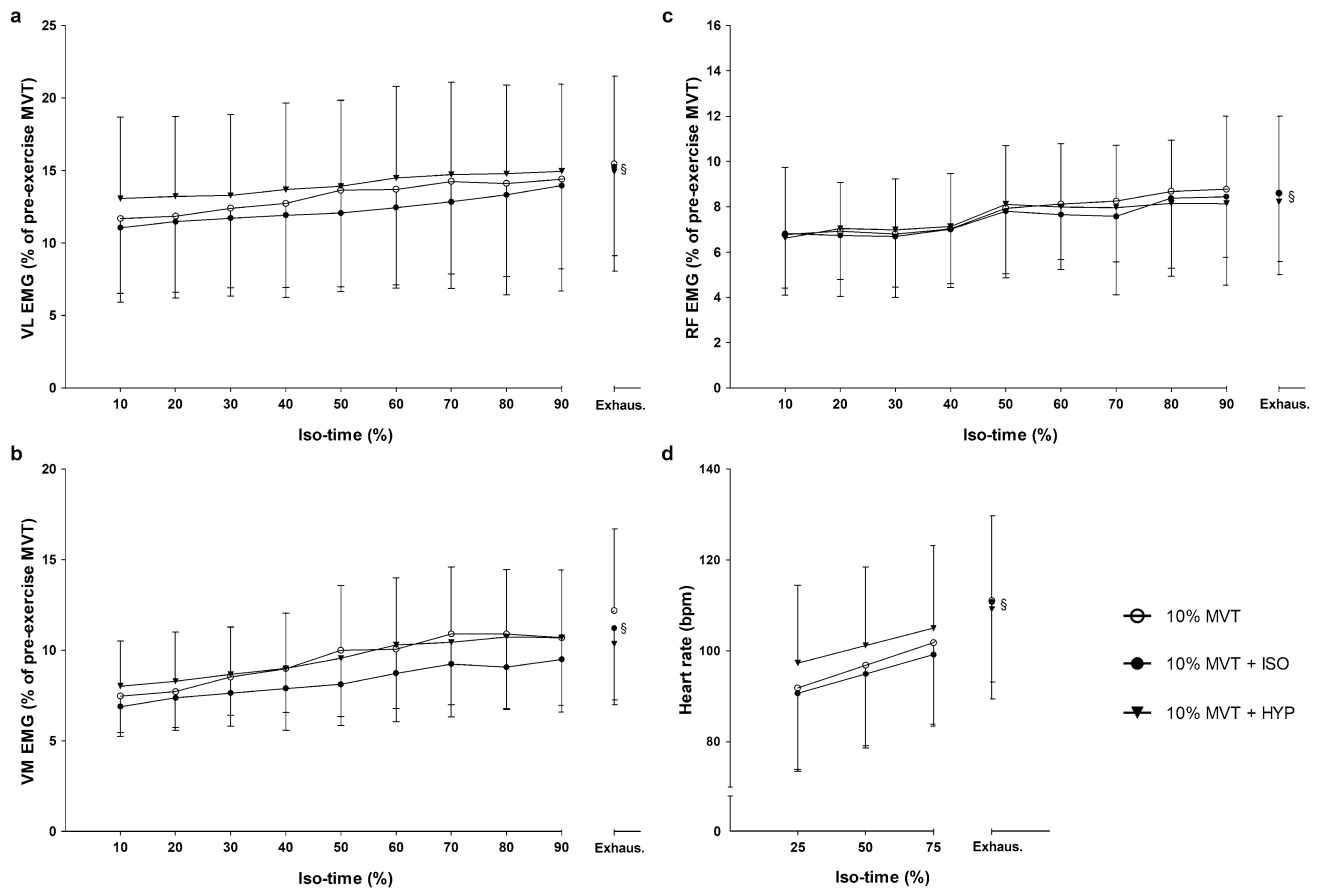 a
VL EMG (% of pre-exercise MVT)
25
20
15
10
5
0
§
10 20 30 40 50 60 70 80 90 Exhaus.
Iso-time (%)
c
RF EMG (% of pre-exercise MVT)
16
14
12
10
8
6
4
2
0
§
10 20 30 40 50 60 70 80 90 Exhaus.
Iso-time (%)
b
VM EMG (% of pre-exercise MVT)
20
15
10
5
0
§
10 20 30 40 50 60 70 80 90 Exhaus.
Iso-time (%)
d
Heart rate (bpm)
140
120
100
80
0
§
25 50 75 Exhaus.
Iso-time (%)
10% MVT
10% MVT + ISO
10% MVT + HYP